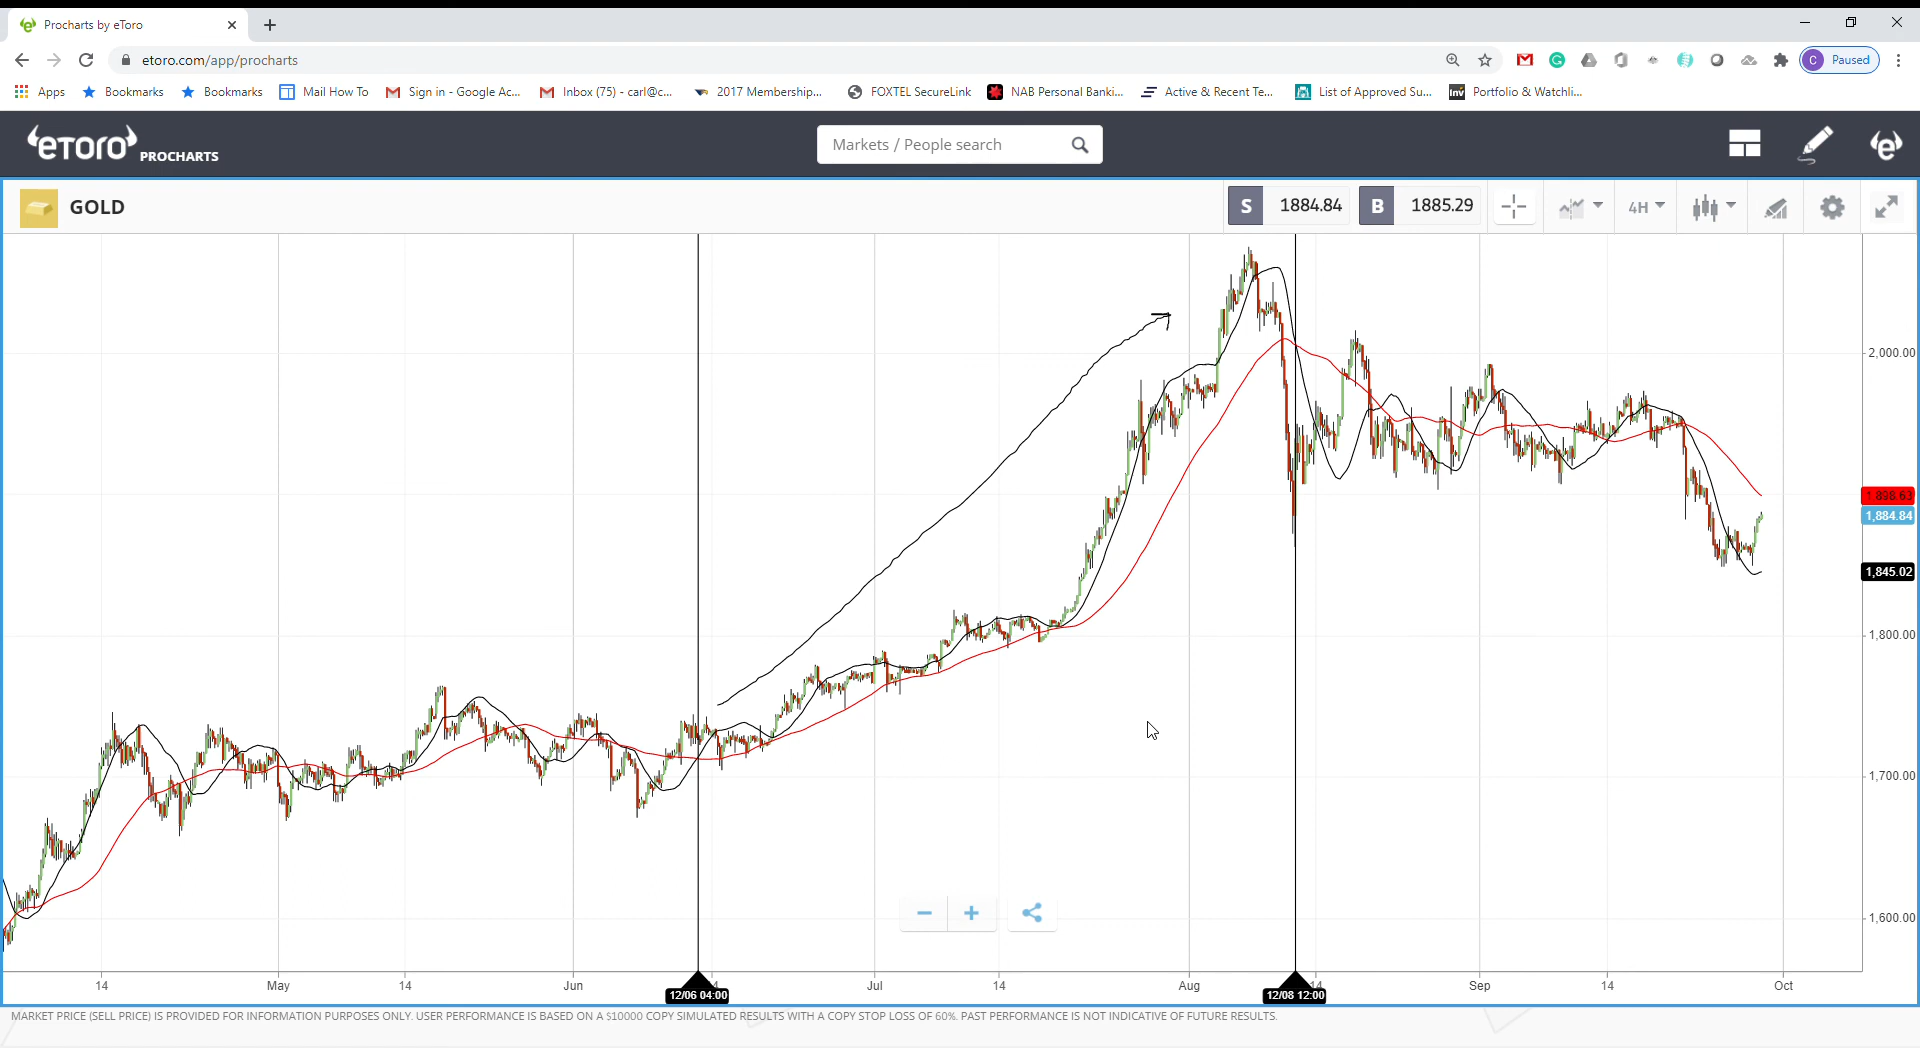 Procharts by eToro
etoro.com/app/procharts
C Paused
Apps Bookmarks Bookmarks Mail How To Sign in - Google Ac... Inbox (75) - carl@c... 2017 Membership... FOXTEL SecureLink NAB Personal Banki... Active & Recent Te... List of Approved Su... Inv Portfolio & Watchli...
eTORO PROCHARTS Markets / People search
GOLD S 1884.84 B 1885.29 4H
2,000.00
1,898.63
1,884.84
1,845.02
1,800.00
1,700.00
1,600.00
14 May 14 Jun Jul 14 Aug 14 Sep 14 Oct
12/06 04:00 12/08 12:00
MARKET PRICE (SELL PRICE) IS PROVIDED FOR INFORMATION PURPOSES ONLY. USER PERFORMANCE IS BASED ON A $10000 COPY SIMULATED RESULTS WITH A COPY STOP LOSS OF 60%. PAST PERFORMANCE IS NOT INDICATIVE OF FUTURE RESULTS.